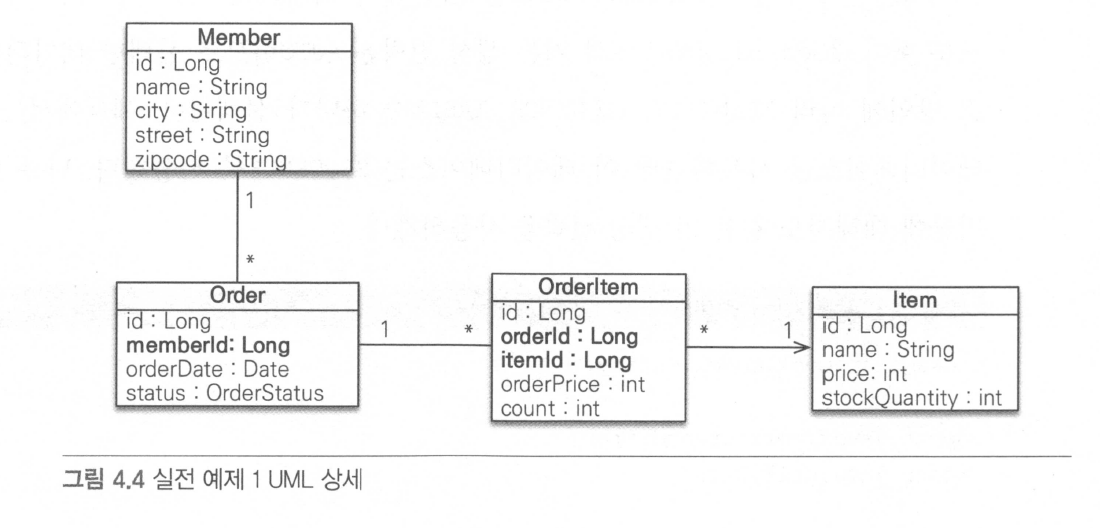 Member
id : Long
name : String
city : String
street : String
zipcode : String
1
*
Order
id : Long
memberId: Long
orderDate : Date
status : OrderStatus
1
*
OrderItem
id : Long
orderId : Long
itemId : Long
orderPrice : int
count : int
*
1
Item
id : Long
name : String
price: int
stockQuantity : int
그림 4.4 실전 예제 1 UML 상세